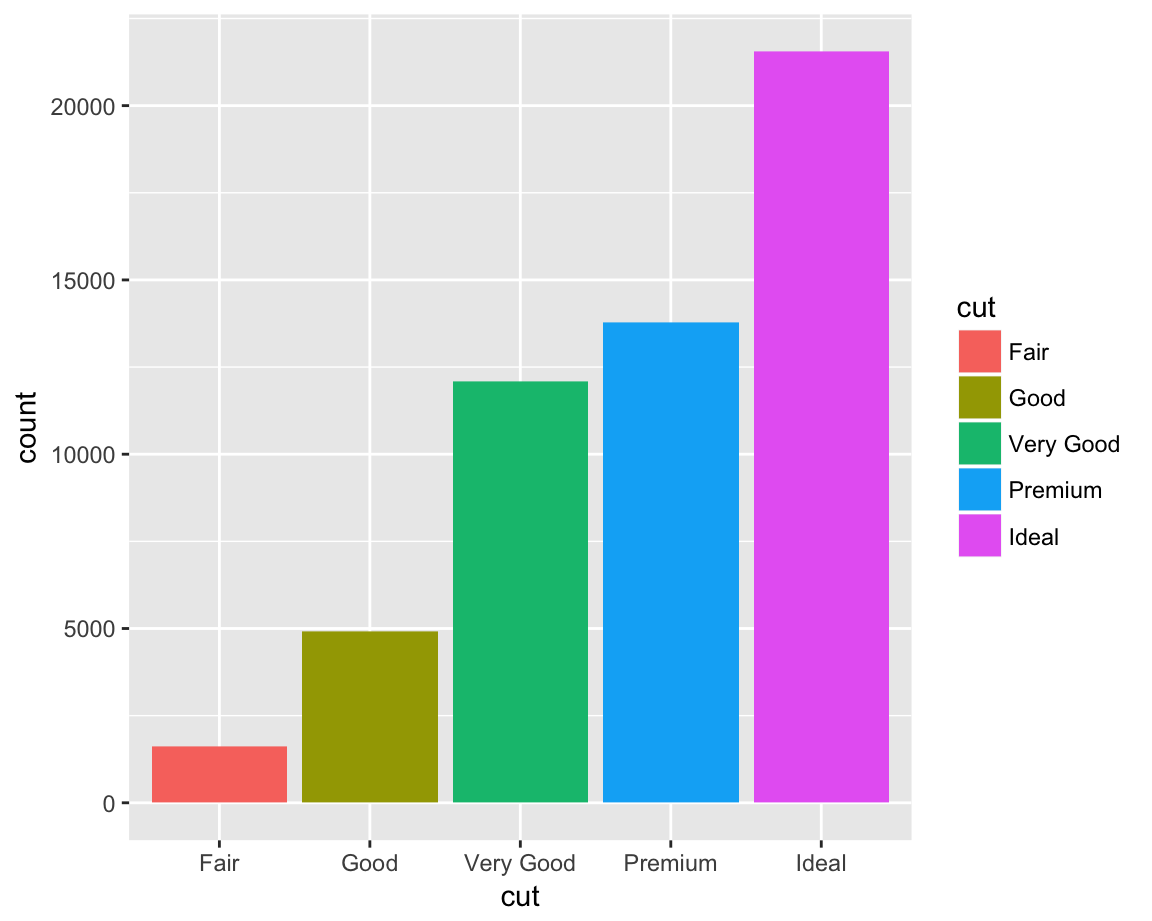 count
20000
15000
10000
5000
0
Fair
Good
Very Good
Premium
Ideal
cut
cut
Fair
Good
Very Good
Premium
Ideal